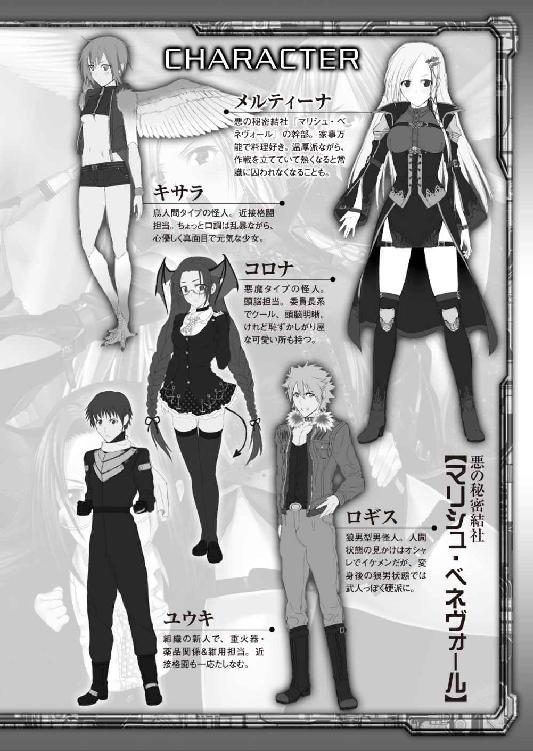 CHARACTER
メルティーナ
悪の秘密結社「マリシュ・ベ
ネヴォール」の幹部。家事万
能で料理好き。温厚派ながら、
作戦を立てていて熱くなると常
識に囚われなくなることも。
キサラ
鳥人間タイプの怪人。近接格闘
担当。ちょっと口調は乱暴ながら、
心優しく真面目で元気な少女。
コロナ
悪魔タイプの怪人。
頭脳担当。委員長系
でクール、頭脳明晰、
けれど恥ずかしがり屋
な可愛い所も持つ。
悪の秘密結社
【マリシュ・ベネヴォール】
ロギス
狼男型男怪人。人間
状態の見かけはオシャ
レでイケメンだが、変
身後の狼男状態では
武人っぽく硬派に。
ユウキ
組織の新人で、重火器・
薬品関係&雑用担当。近
接格闘も一応たしなむ。